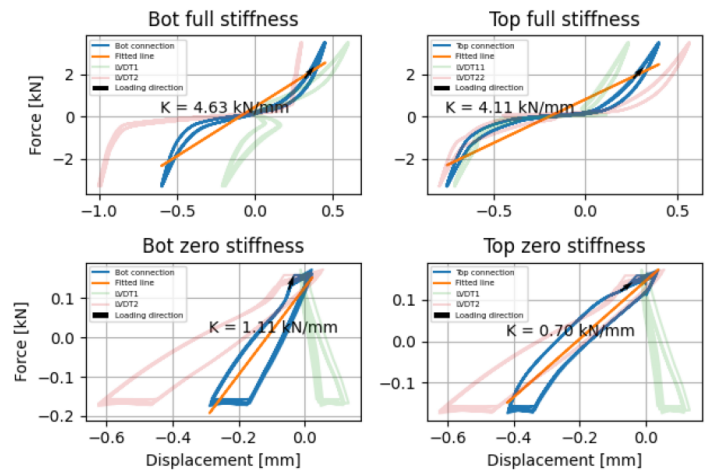 Bot full stiffness
Top full stiffness
Force [kN]
2
0
−2
Bot connection
Fitted line
LVDT1
LVDT2
Loading direction
K = 4.63 kN/mm
−1.0
−0.5
0.0
0.5
2
0
−2
Top connection
Fitted line
LVDT11
LVDT22
Loading direction
K = 4.11 kN/mm
−0.5
0.0
0.5
Bot zero stiffness
Top zero stiffness
Force [kN]
0.1
0.0
−0.1
−0.2
Bot connection
Fitted line
LVDT1
LVDT2
Loading direction
K = 1.11 kN/mm
−0.6
−0.4
−0.2
0.0
Displacement [mm]
0.1
0.0
−0.1
Top connection
Fitted line
LVDT1
LVDT2
Loading direction
K = 0.70 kN/mm
−0.6
−0.4
−0.2
0.0
Displacement [mm]